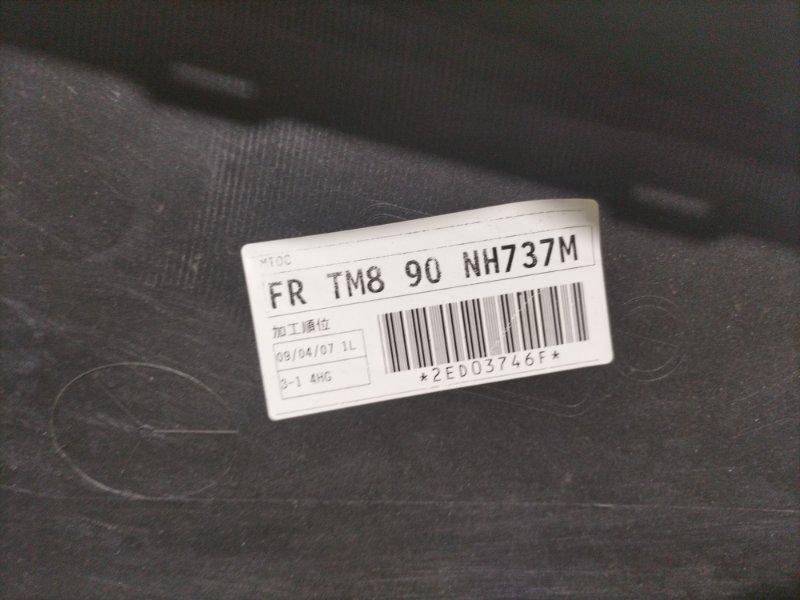 MTOC
FR TM8 90 NH737M
加工順位
09/04/07 1L
3-1 4HG
*2ED03746F*